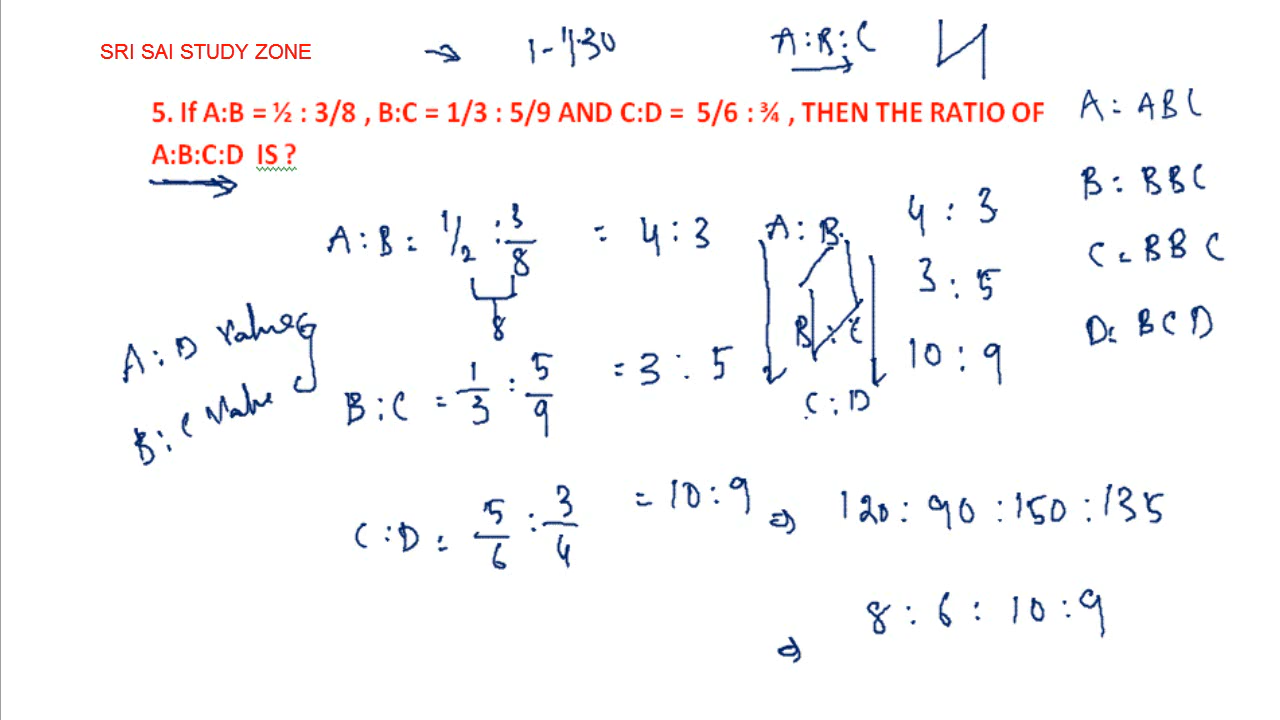 SRI SAI STUDY ZONE
1-1/30
A:B:C
5. If A:B = ½ : 3/8 , B:C = 1/3 : 5/9 AND C:D = 5/6 : ¾ , THEN THE RATIO OF
A:B:C:D IS ?
A = ABC
B = BBC
C = BBC
D = BCD
A:B = 1/2 : 3/8 = 4:3
8
A:D values
B:C value
B:C = 1/3 : 5/9 = 3:5
C:D = 5/6 : 3/4 = 10:9
A:B
B:C
C:D
4:3
3:5
10:9
⇒ 120:90:150:135
⇒ 8:6:10:9